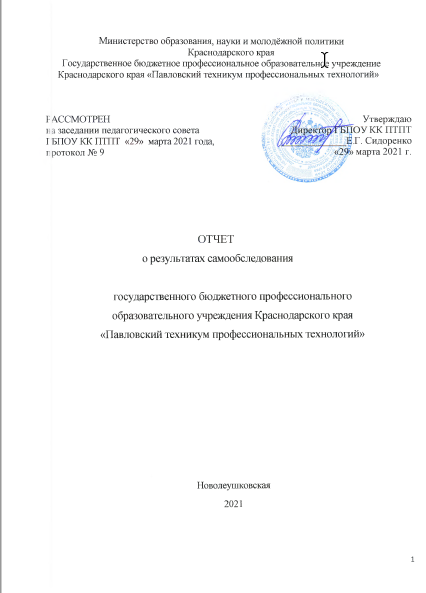 Министерство образования, науки и молодёжной политики
Краснодарского края
Государственное бюджетное профессиональное образовательное учреждение
Краснодарского края «Павловский техникум профессиональных технологий»
РАССМОТРЕН
на заседании педагогического совета
ГБПОУ КК ПТПТ «29» марта 2021 года,
протокол № 9
Утверждаю
Директор ГБПОУ КК ПТПТ
Е.Г. Сидоренко
«29» марта 2021 г.
ОТЧЕТ
о результатах самообследования
государственного бюджетного профессионального
образовательного учреждения Краснодарского края
«Павловский техникум профессиональных технологий»
Новолеушковская
2021
1